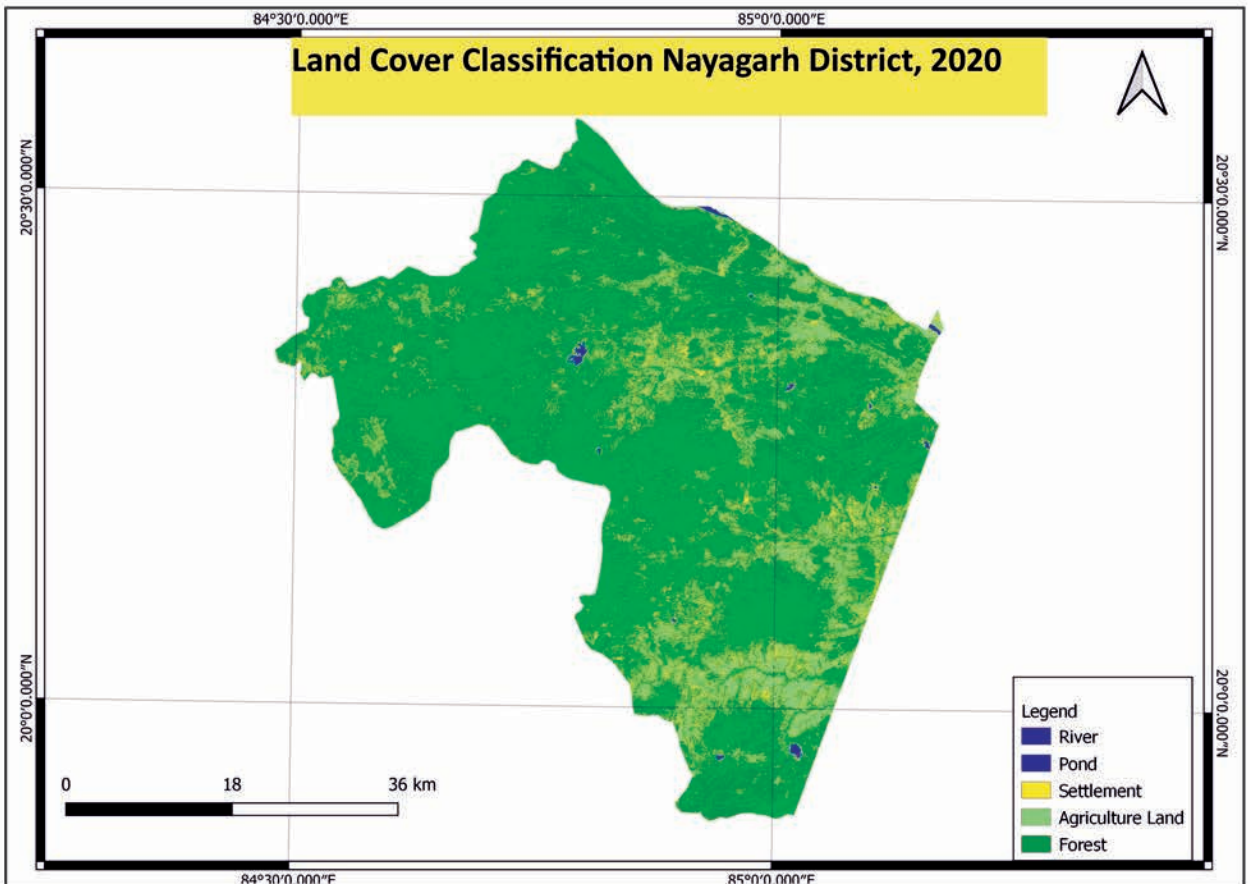 84°30'0.000"E 85°0'0.000"E
Land Cover Classification Nayagarh District, 2020
20°30'0.000"N 20°30'0.000"N
20°0'0.000"N 20°0'0.000"N
0 18 36 km
Legend
River
Pond
Settlement
Agriculture Land
Forest
84°30'0.000"E 85°0'0.000"E